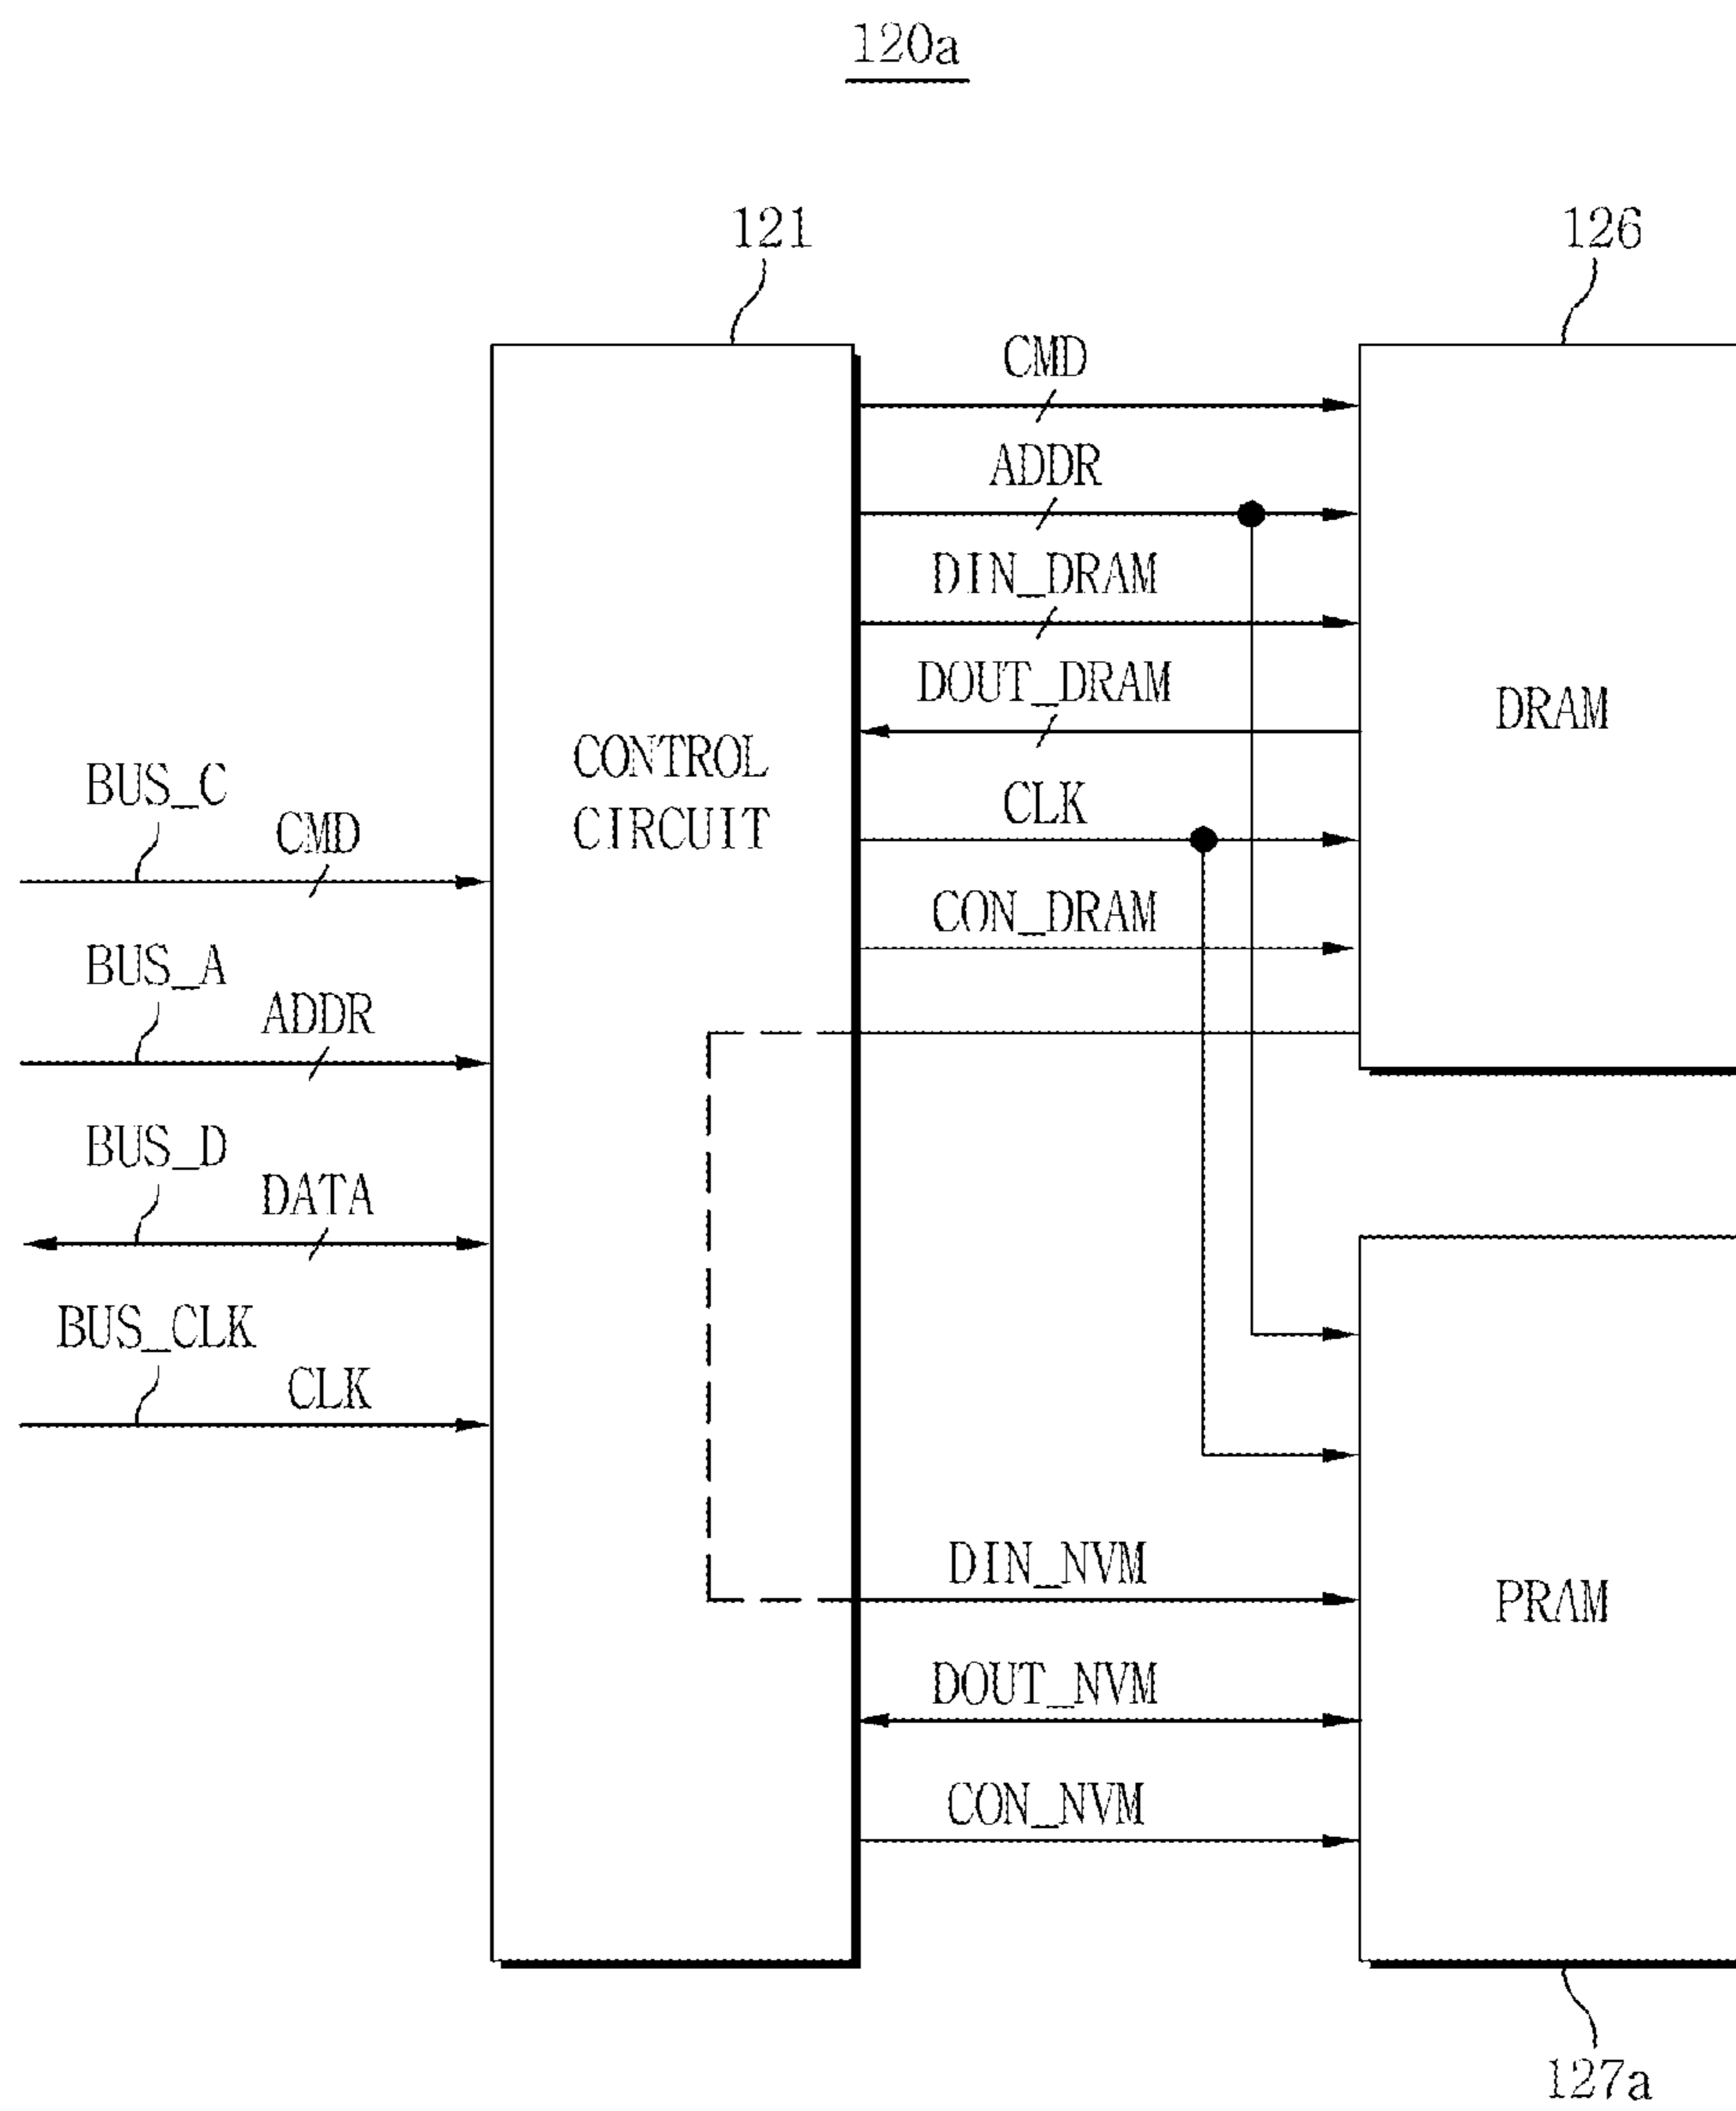 120a
121
126
CMD
ADDR
DIN_DRAM
DOUT_DRAM
CLK
CON_DRAM
DRAM
CONTROL
CIRCUIT
BUS_C
CMD
BUS_A
ADDR
BUS_D
DATA
BUS_CLK
CLK
DIN_NVM
DOUT_NVM
CON_NVM
PRAM
127a